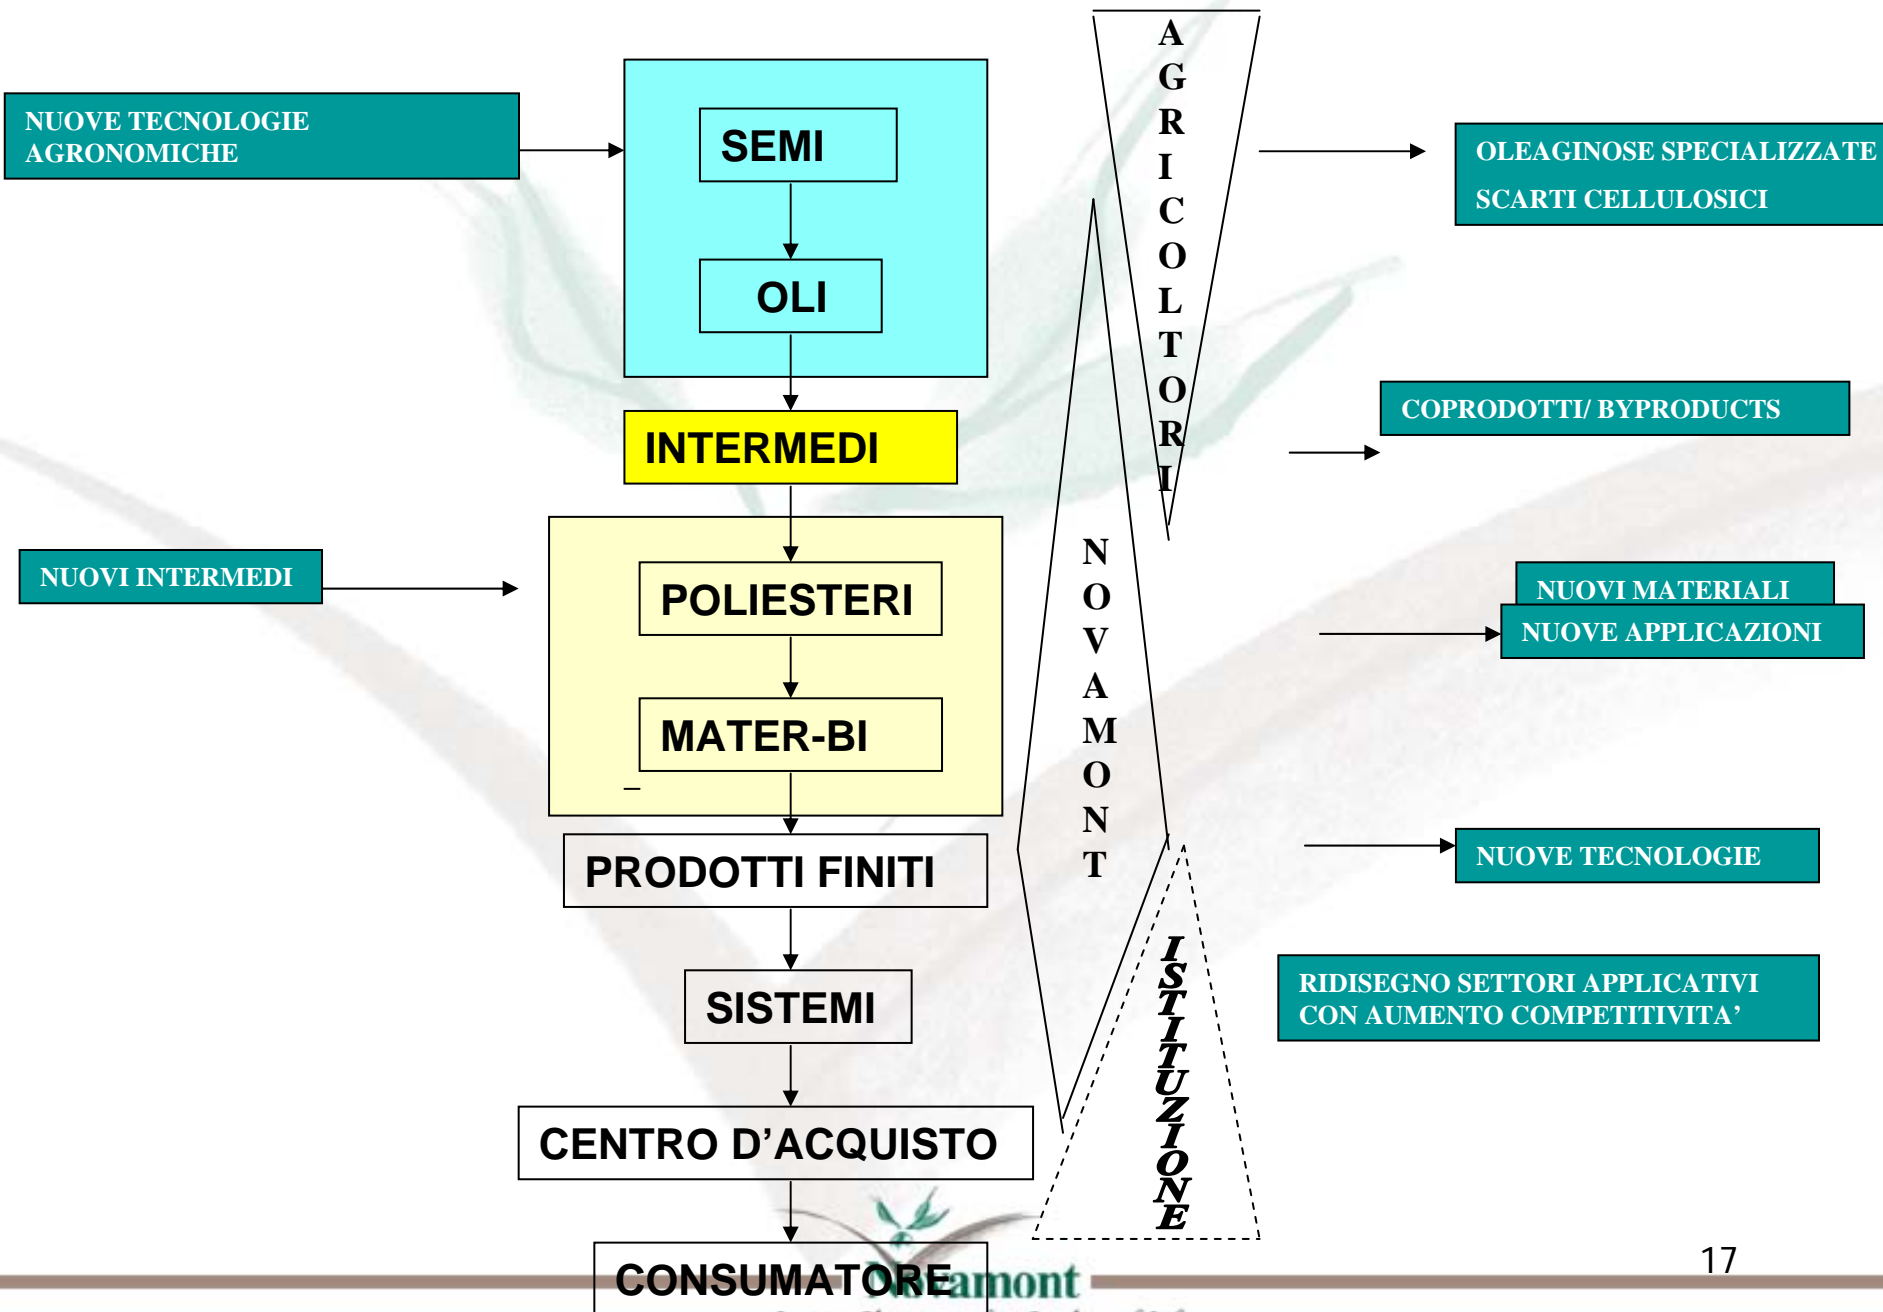 NUOVE TECNOLOGIE
AGRONOMICHE
SEMI
OLI
INTERMEDI
NUOVI INTERMEDI
POLIESTERI
MATER-BI
–
PRODOTTI FINITI
SISTEMI
CENTRO D’ACQUISTO
CONSUMATORE
AGRICOLTORI
NOVAMONT
ISTITUZIONE
OLEAGINOSE SPECIALIZZATE
SCARTI CELLULOSICI
COPRODOTTI/ BYPRODUCTS
NUOVI MATERIALI
NUOVE APPLICAZIONI
NUOVE TECNOLOGIE
RIDISEGNO SETTORI APPLICATIVI
CON AUMENTO COMPETITIVITA’
Novamont
17